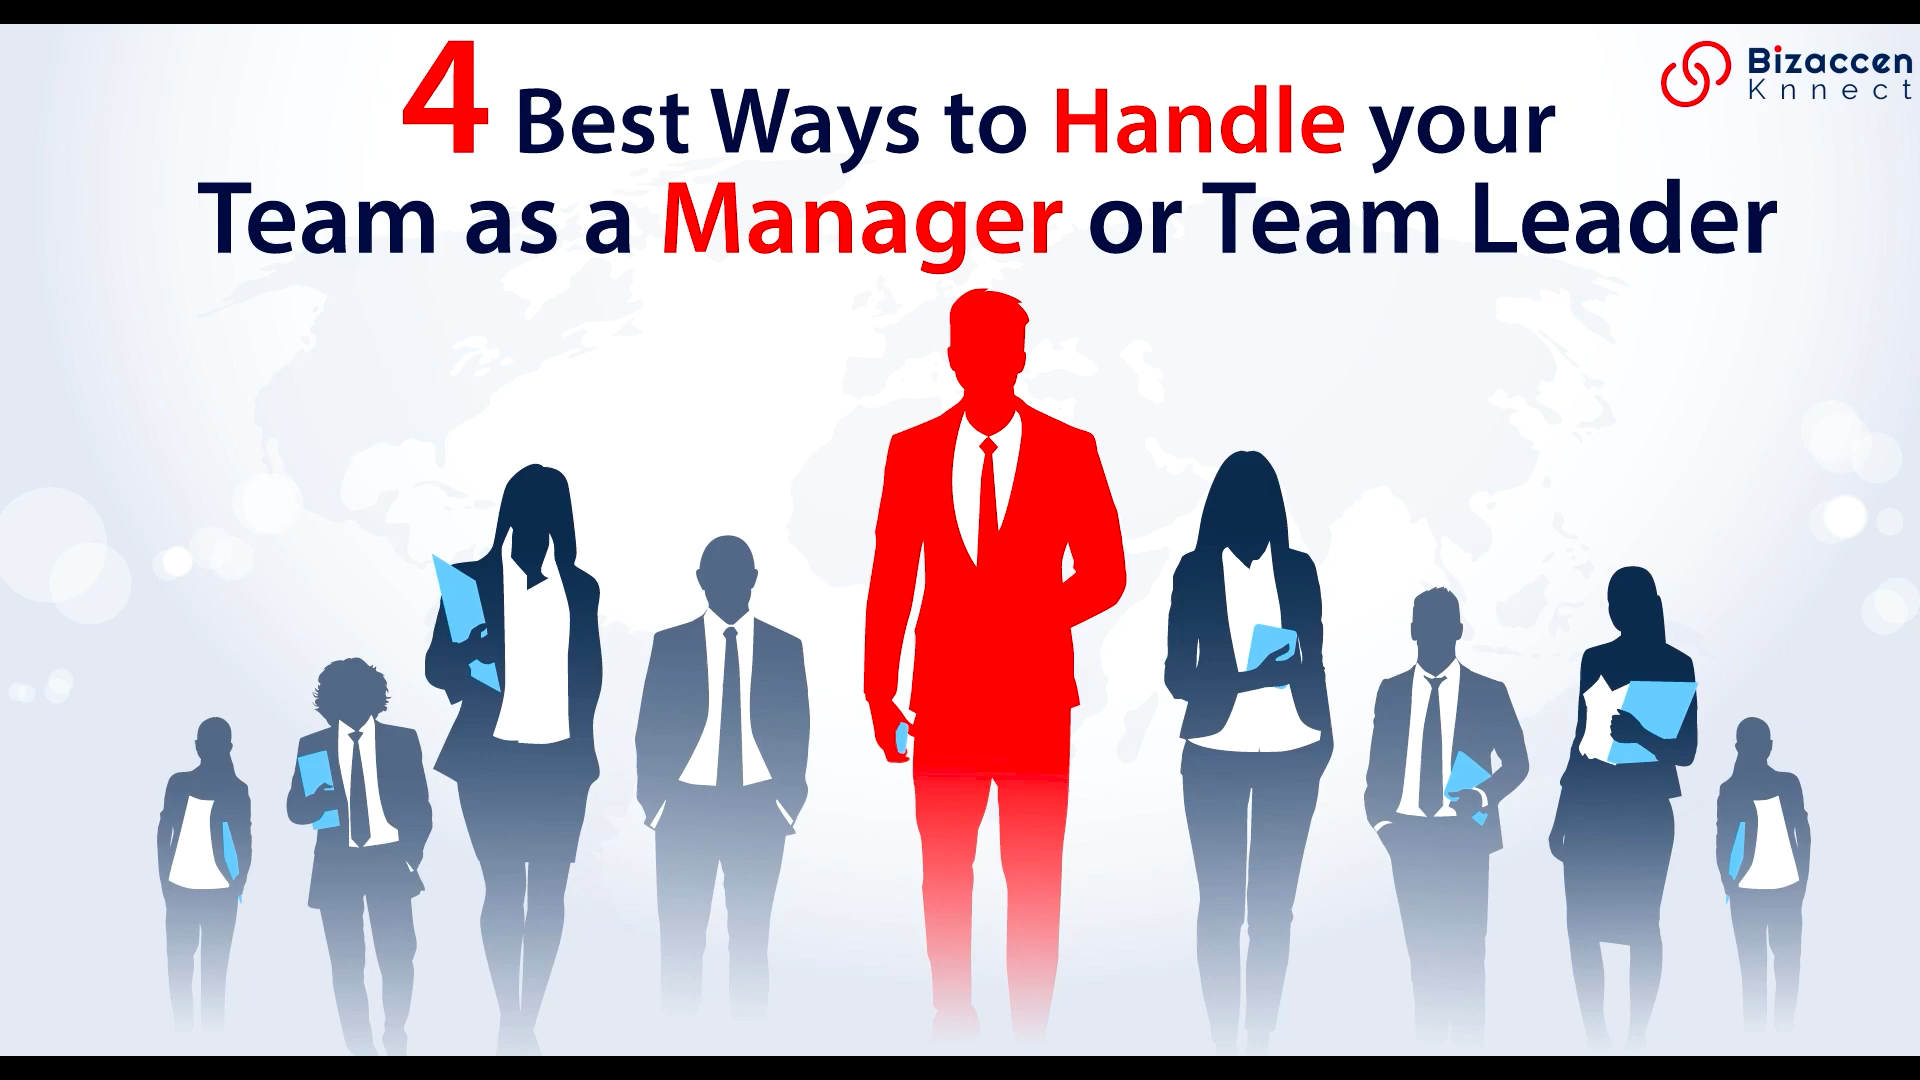 4 Best Ways to Handle your
Team as a Manager or Team Leader
Bizaccen
Knnect